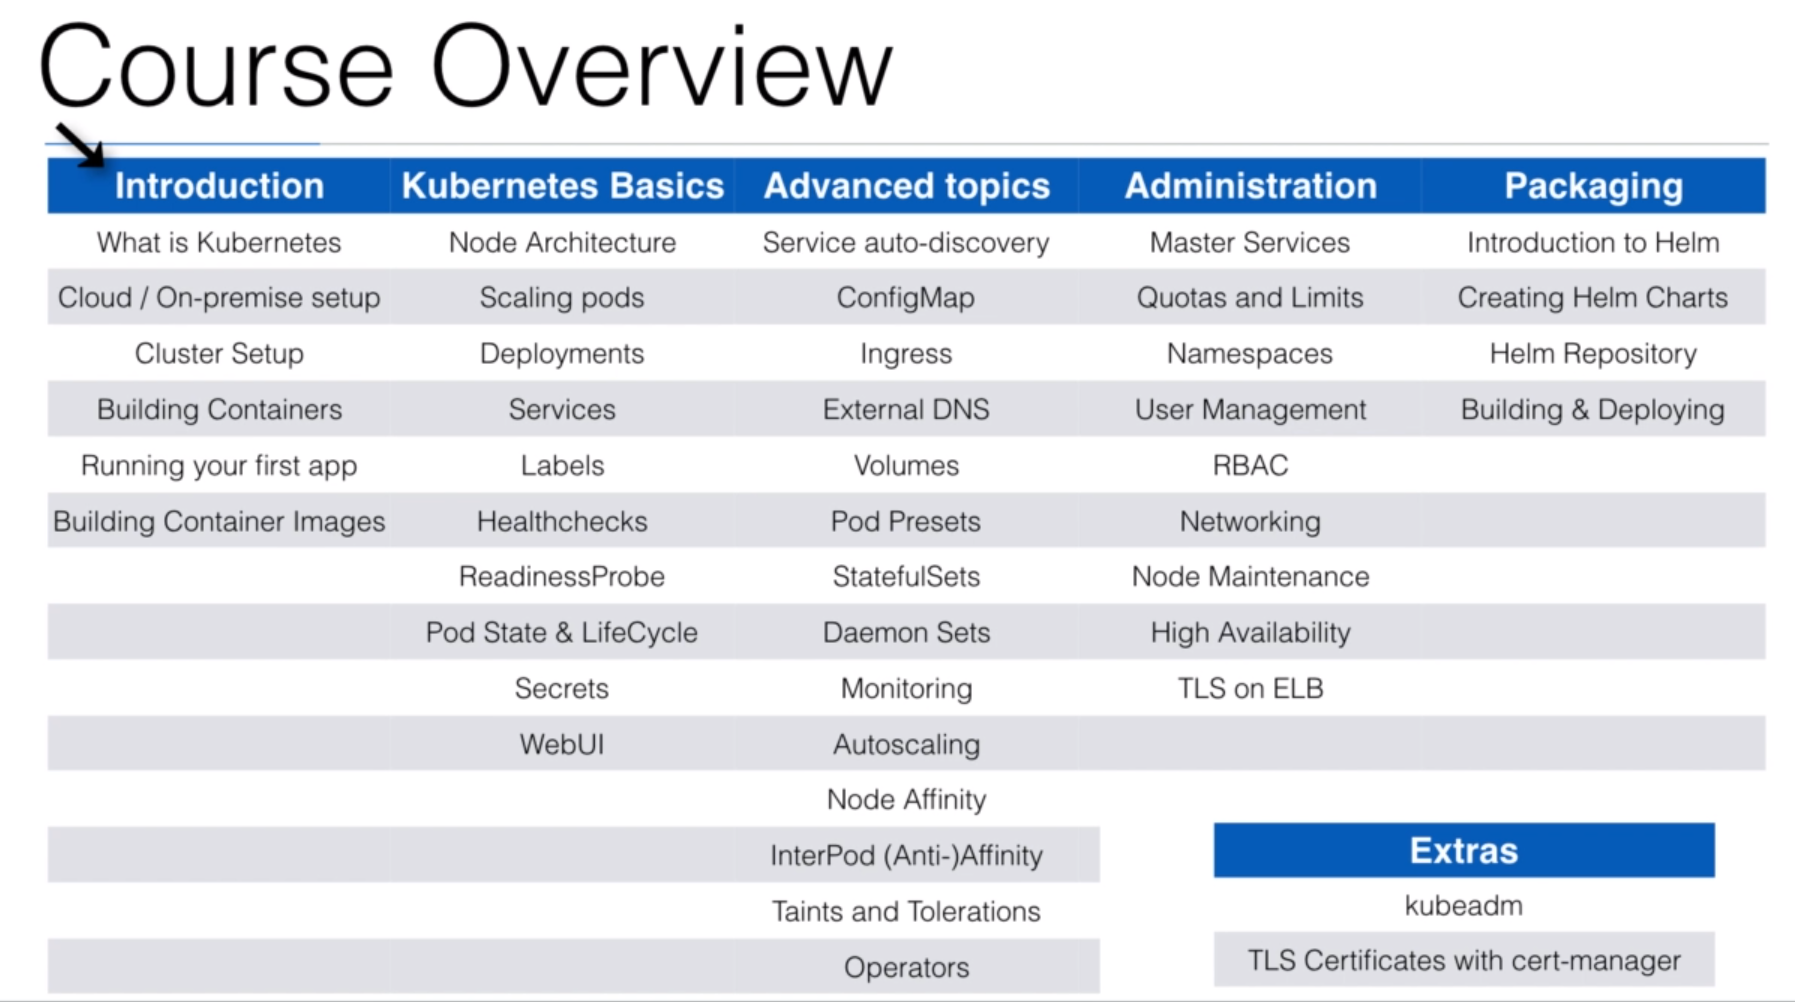 Course Overview
Introduction Kubernetes Basics Advanced topics Administration Packaging
What is Kubernetes Node Architecture Service auto-discovery Master Services Introduction to Helm
Cloud / On-premise setup Scaling pods ConfigMap Quotas and Limits Creating Helm Charts
Cluster Setup Deployments Ingress Namespaces Helm Repository
Building Containers Services External DNS User Management Building & Deploying
Running your first app Labels Volumes RBAC
Building Container Images Healthchecks Pod Presets Networking
ReadinessProbe StatefulSets Node Maintenance
Pod State & LifeCycle Daemon Sets High Availability
Secrets Monitoring TLS on ELB
WebUI Autoscaling
Node Affinity
InterPod (Anti-)Affinity
Taints and Tolerations
Operators
Extras
kubeadm
TLS Certificates with cert-manager